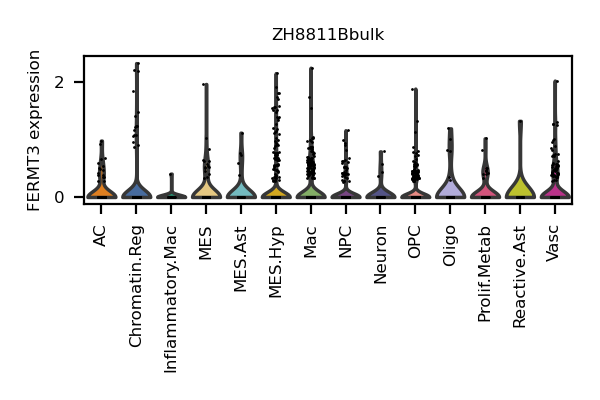 ZH8811Bbulk
FERMT3 expression
2
0
AC
Chromatin.Reg
Inflammatory.Mac
MES
MES.Ast
MES.Hyp
Mac
NPC
Neuron
OPC
Oligo
Prolif.Metab
Reactive.Ast
Vasc